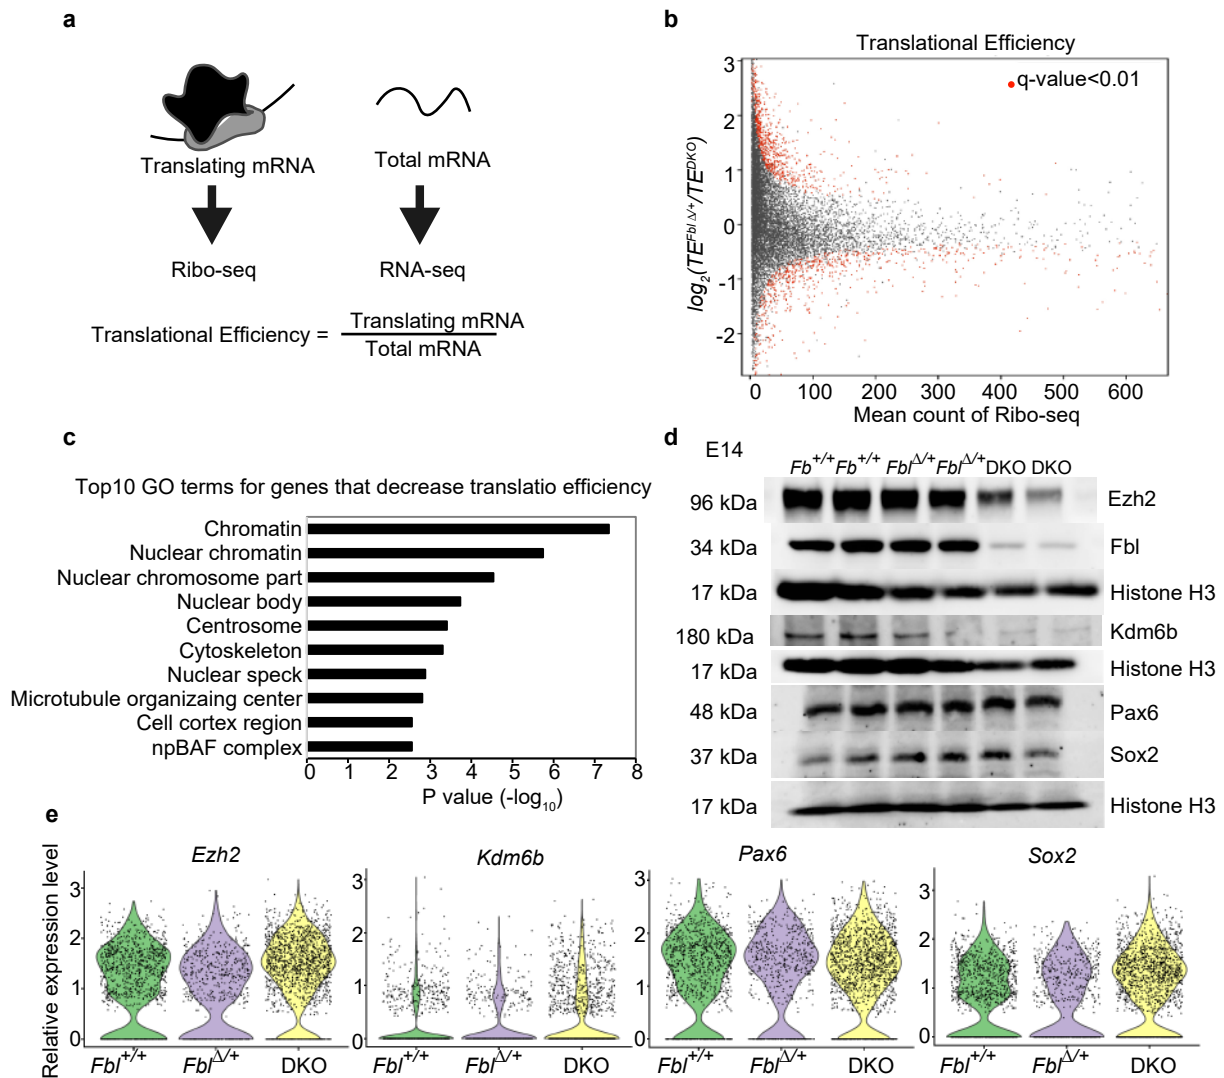 a
Translating mRNA
Total mRNA
Ribo-seq
RNA-seq
Translational Efficiency =
Translating mRNA
Total mRNA
b
Translational Efficiency
q-value<0.01
log2(TE^Fbl Δ/+/TE^DKO)
3
2
1
0
-1
-2
0 100 200 300 400 500 600
Mean count of Ribo-seq
c
Top10 GO terms for genes that decrease translatio efficiency
Chromatin
Nuclear chromatin
Nuclear chromosome part
Nuclear body
Centrosome
Cytoskeleton
Nuclear speck
Microtubule organizaing center
Cell cortex region
npBAF complex
0 1 2 3 4 5 6 7 8
P value (-log10)
d
E14
Fb+/+ Fb+/+ FblΔ/+ FblΔ/+ DKO DKO
96 kDa Ezh2
34 kDa Fbl
17 kDa Histone H3
180 kDa Kdm6b
17 kDa Histone H3
48 kDa Pax6
37 kDa Sox2
17 kDa Histone H3
e
Relative expression level
Ezh2
3
2
1
0
Fbl+/+ FblΔ/+ DKO
Kdm6b
3
2
1
0
Fbl+/+ FblΔ/+ DKO
Pax6
3
2
1
0
Fbl+/+ FblΔ/+ DKO
Sox2
3
2
1
0
Fbl+/+ FblΔ/+ DKO